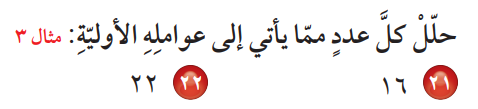 حلّلْ كلَّ عددٍ ممّا يأتي إلى عواملِهِ الأوليّةِ: مثال ٣
٢١ ١٦ ٢٢ ٢٢